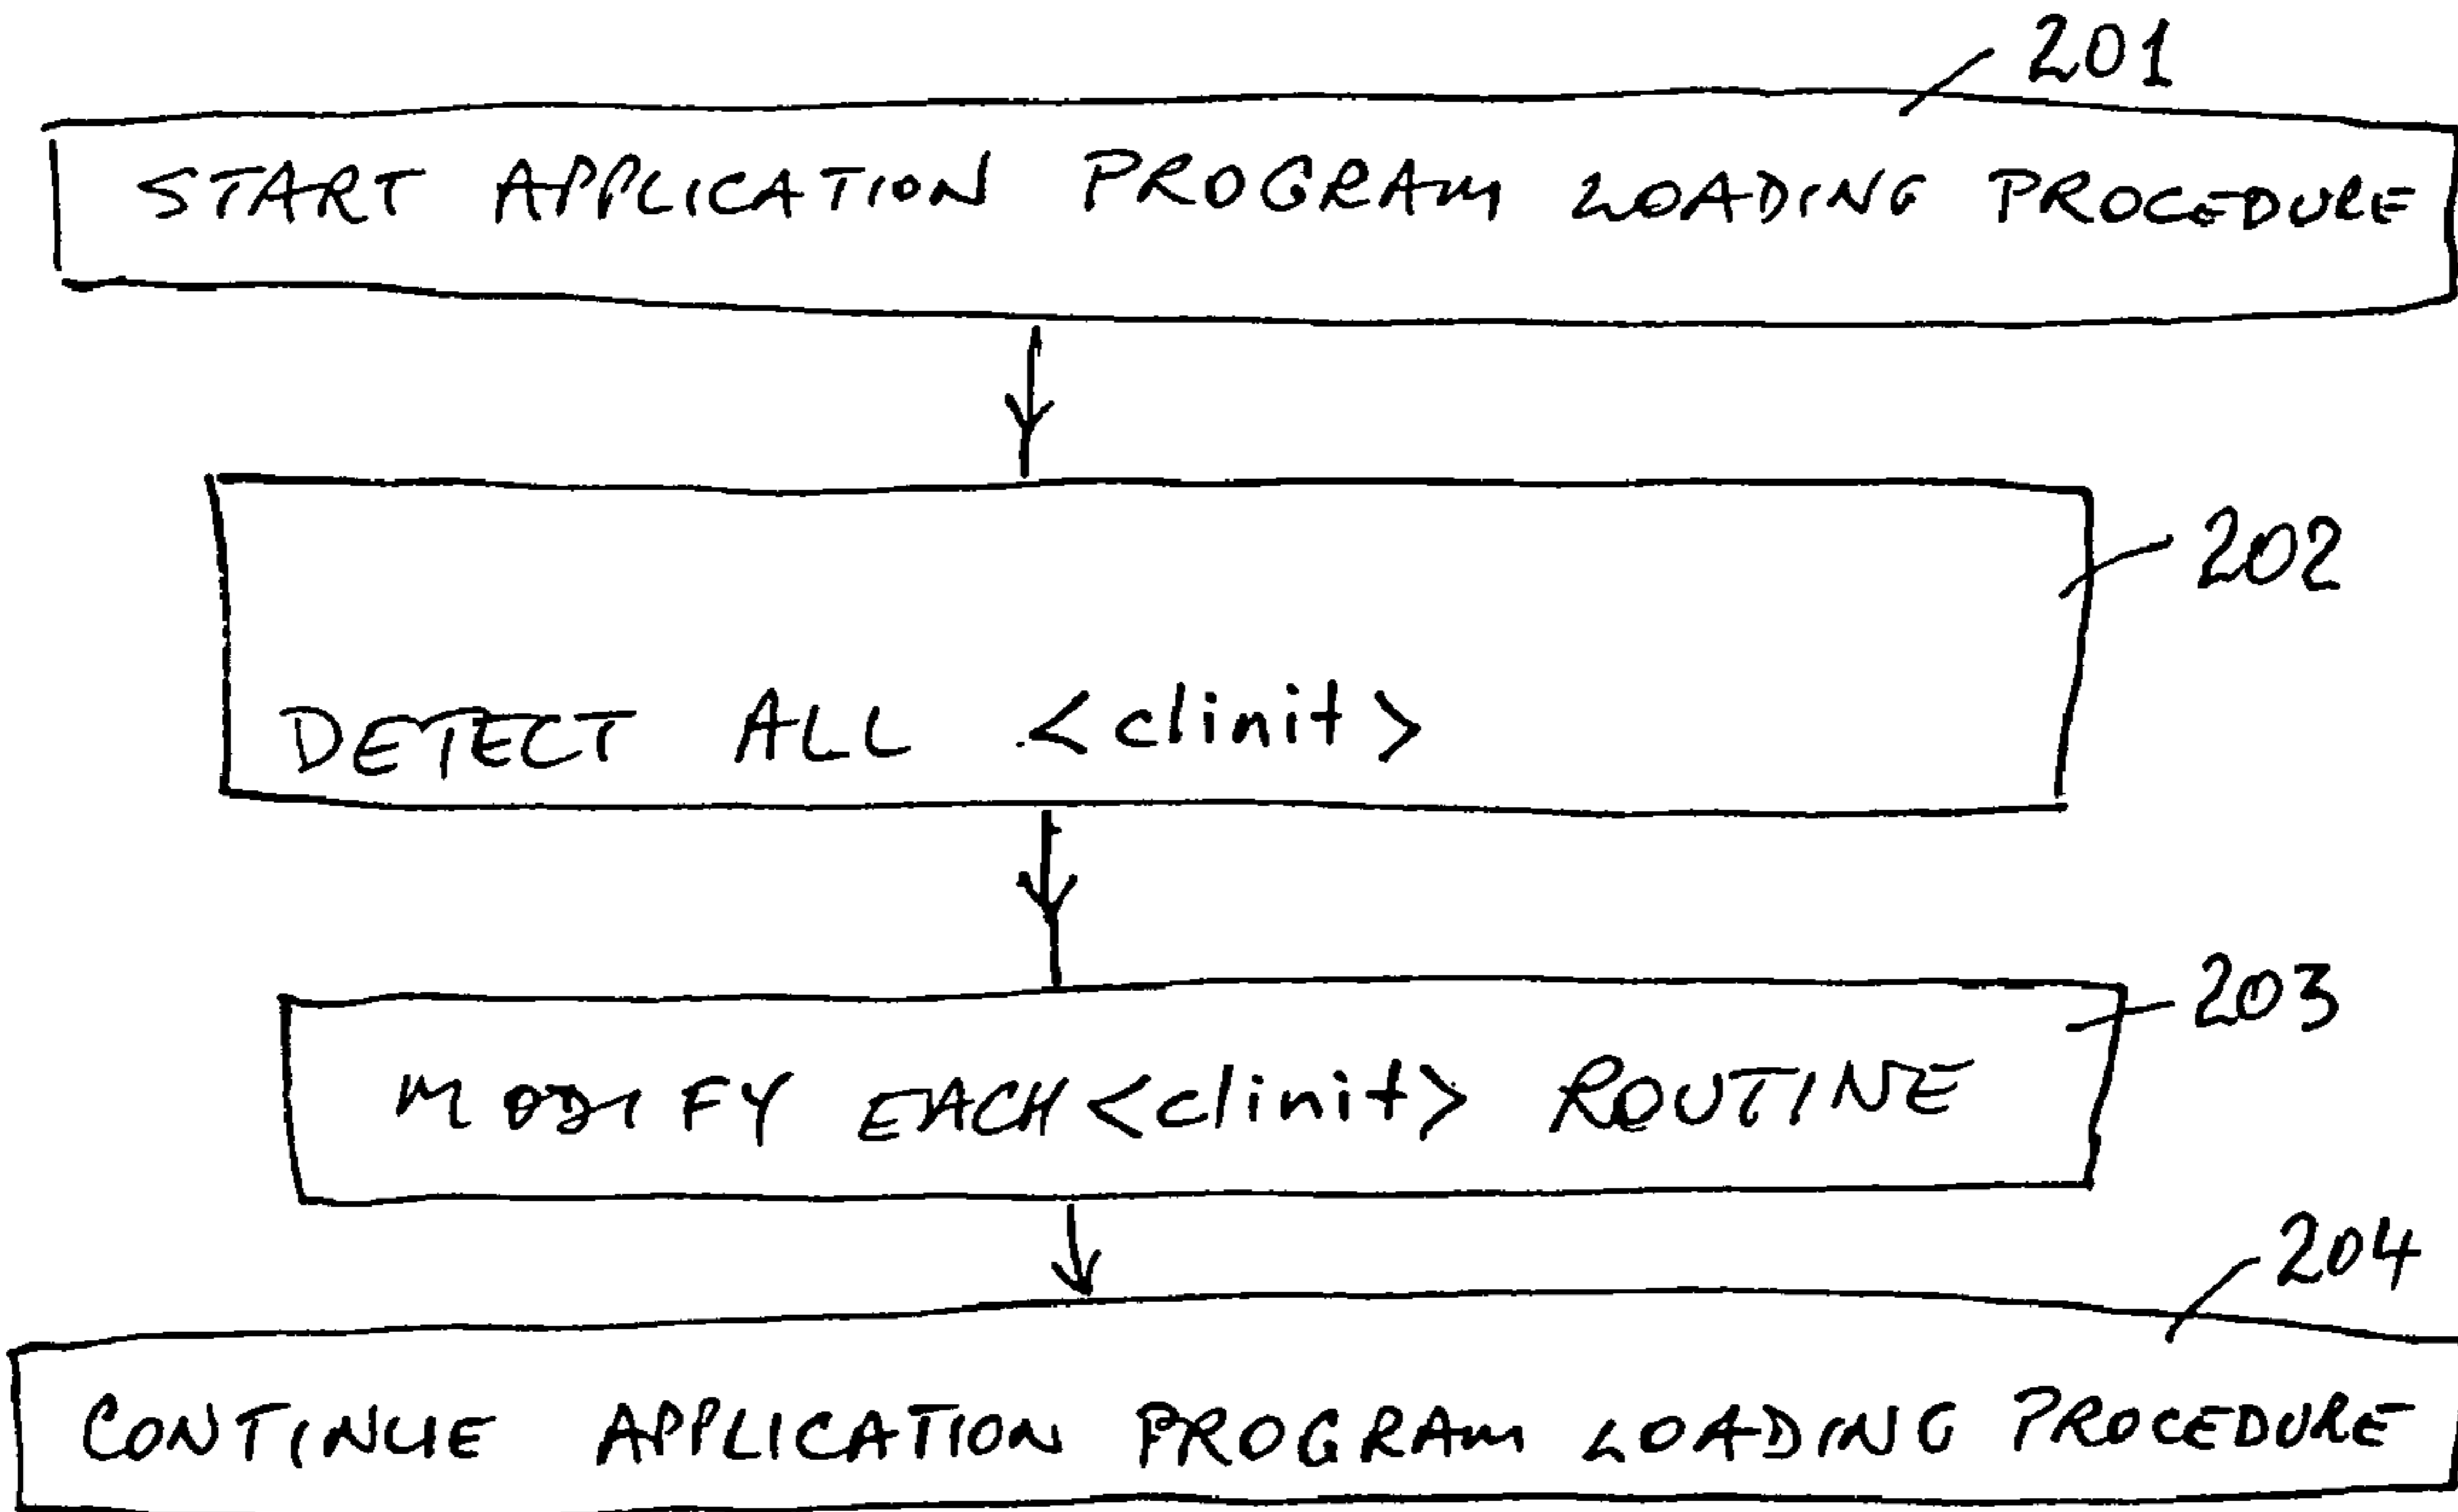 201
START APPLICATION PROGRAM LOADING PROCEDURE
202
DETECT ALL <clinit>
203
MODIFY EACH <clinit> ROUTINE
204
CONTINUE APPLICATION PROGRAM LOADING PROCEDURE